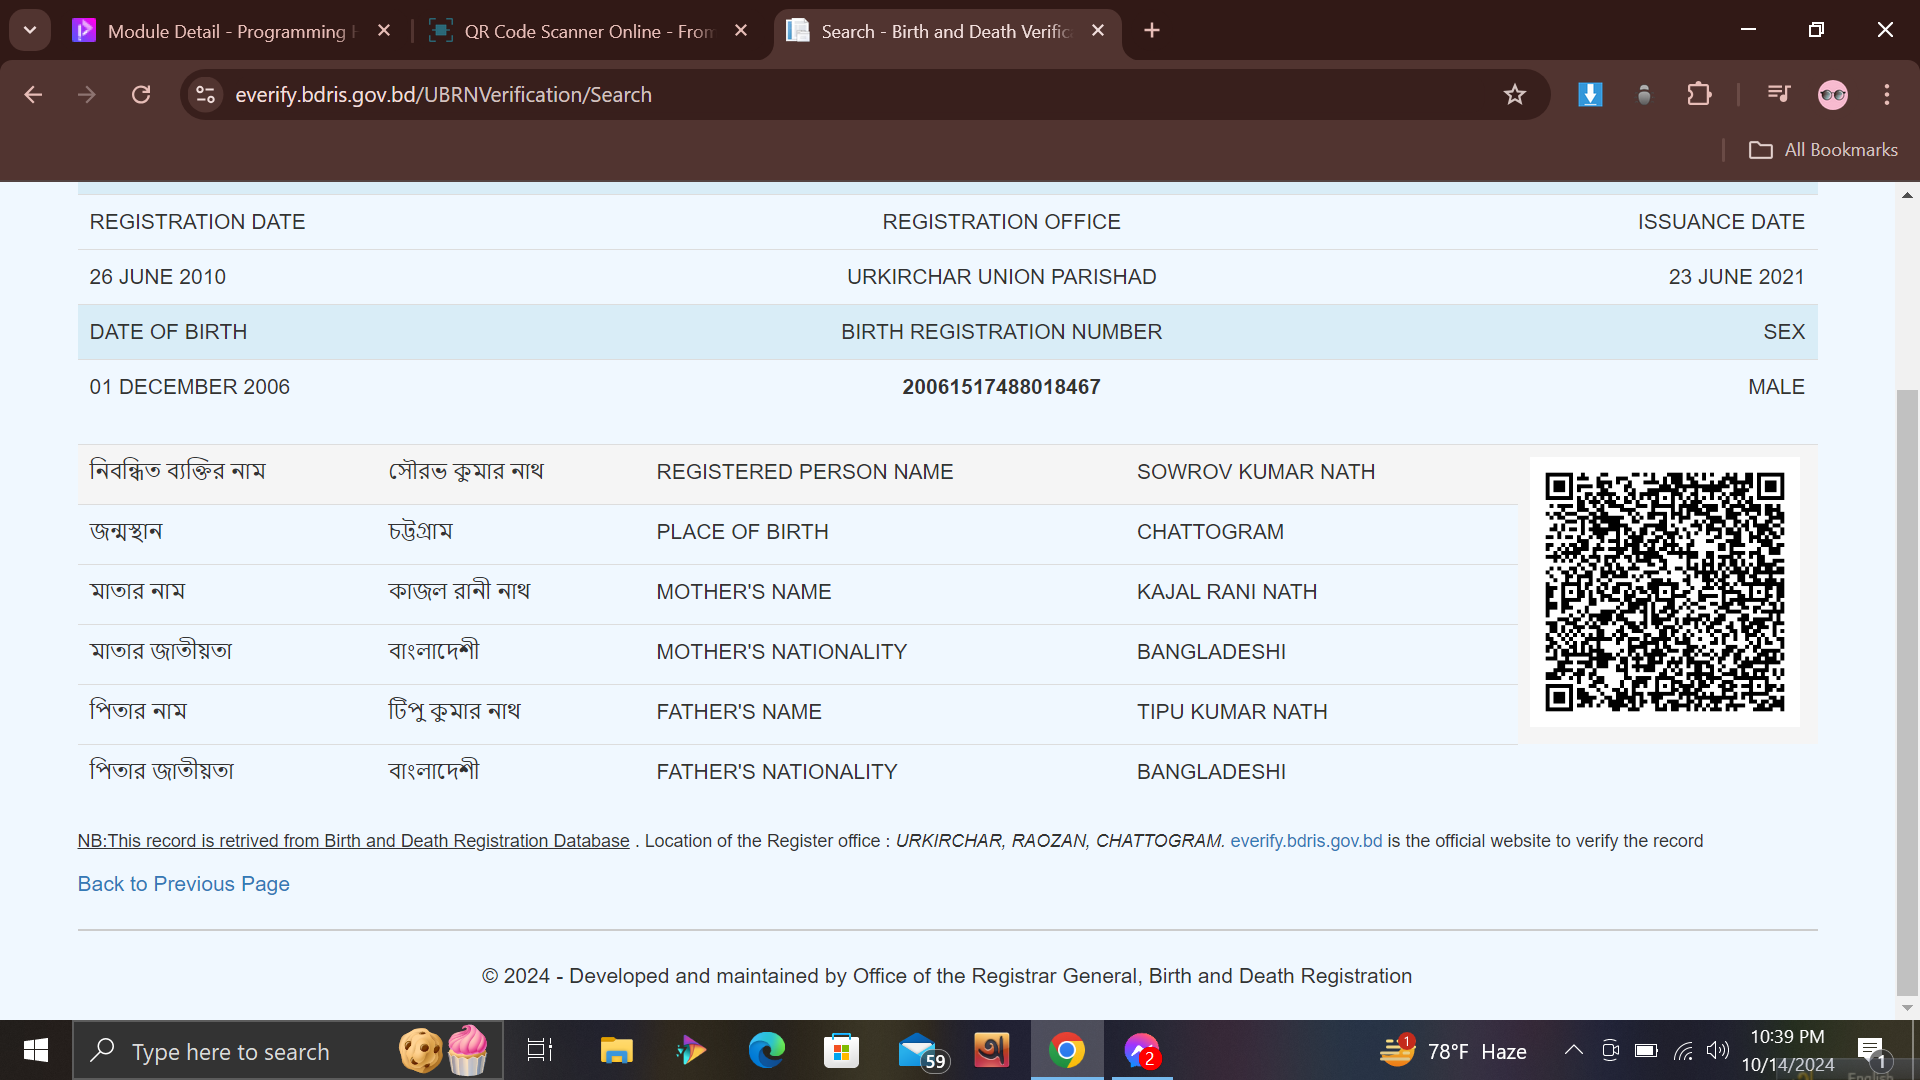 Module Detail - Programming H
QR Code Scanner Online - From
Search - Birth and Death Verific
everify.bdris.gov.bd/UBRNVerification/Search
All Bookmarks
REGISTRATION DATE REGISTRATION OFFICE ISSUANCE DATE
26 JUNE 2010 URKIRCHAR UNION PARISHAD 23 JUNE 2021
DATE OF BIRTH BIRTH REGISTRATION NUMBER SEX
01 DECEMBER 2006 20061517488018467 MALE
নিবন্ধিত ব্যক্তির নাম সৌরভ কুমার নাথ REGISTERED PERSON NAME SOWROV KUMAR NATH
জন্মস্থান চট্টগ্রাম PLACE OF BIRTH CHATTOGRAM
মাতার নাম কাজল রানী নাথ MOTHER'S NAME KAJAL RANI NATH
মাতার জাতীয়তা বাংলাদেশী MOTHER'S NATIONALITY BANGLADESHI
পিতার নাম টিপু কুমার নাথ FATHER'S NAME TIPU KUMAR NATH
পিতার জাতীয়তা বাংলাদেশী FATHER'S NATIONALITY BANGLADESHI
NB:This record is retrived from Birth and Death Registration Database . Location of the Register office : URKIRCHAR, RAOZAN, CHATTOGRAM. everify.bdris.gov.bd is the official website to verify the record
Back to Previous Page
© 2024 - Developed and maintained by Office of the Registrar General, Birth and Death Registration
Type here to search
59
অ
2
1
78°F Haze
10:39 PM
10/14/2024
1
English